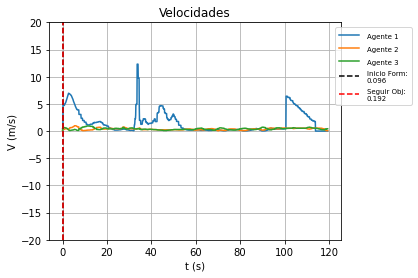 Velocidades
V (m/s)
20
15
10
5
0
−5
−10
−15
−20
0
20
40
60
80
100
120
t (s)
Agente 1
Agente 2
Agente 3
Inicio Form:
0.096
Seguir Obj:
0.192